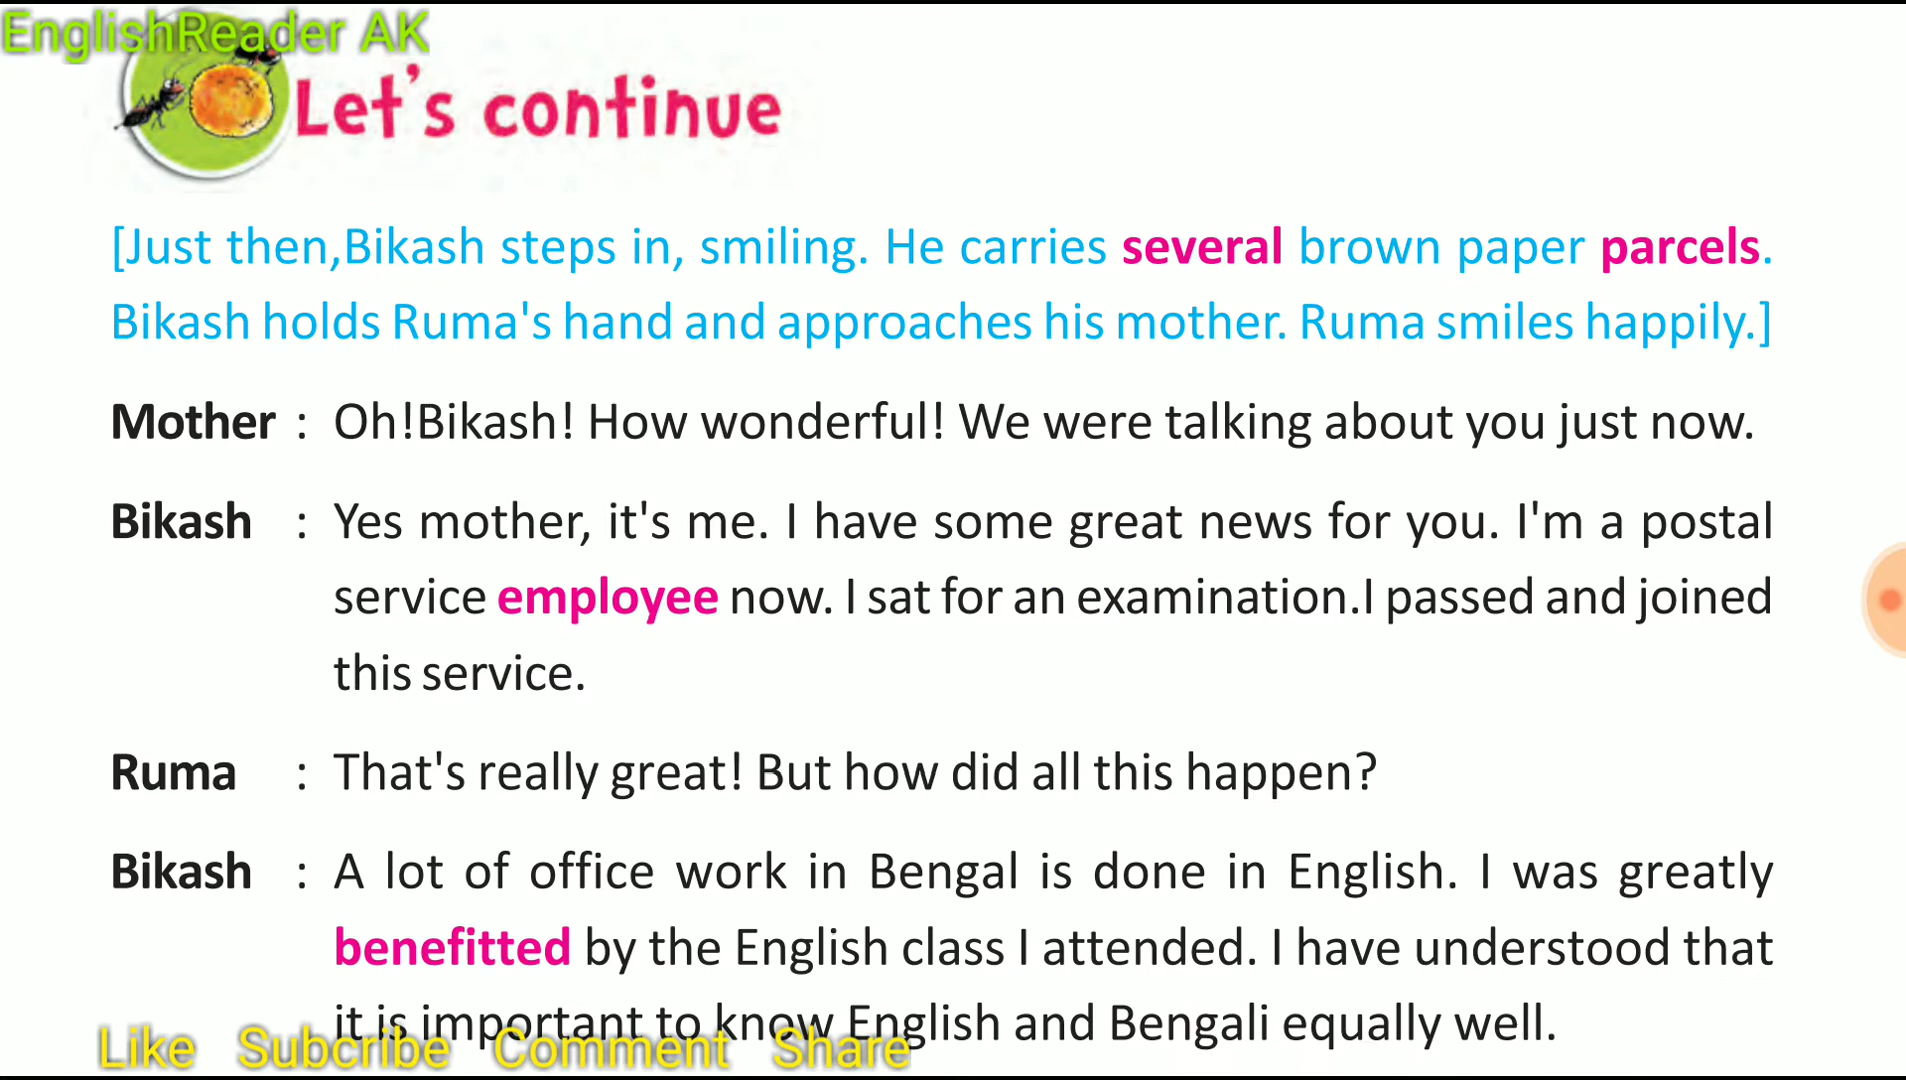 EnglishReader AK
Let's continue
[Just then,Bikash steps in, smiling. He carries several brown paper parcels.
Bikash holds Ruma's hand and approaches his mother. Ruma smiles happily.]
Mother : Oh!Bikash! How wonderful! We were talking about you just now.
Bikash : Yes mother, it's me. I have some great news for you. I'm a postal
service employee now. I sat for an examination.I passed and joined
this service.
Ruma : That's really great! But how did all this happen?
Bikash : A lot of office work in Bengal is done in English. I was greatly
benefitted by the English class I attended. I have understood that
it is important to know English and Bengali equally well.
Like Subcribe Comment Share